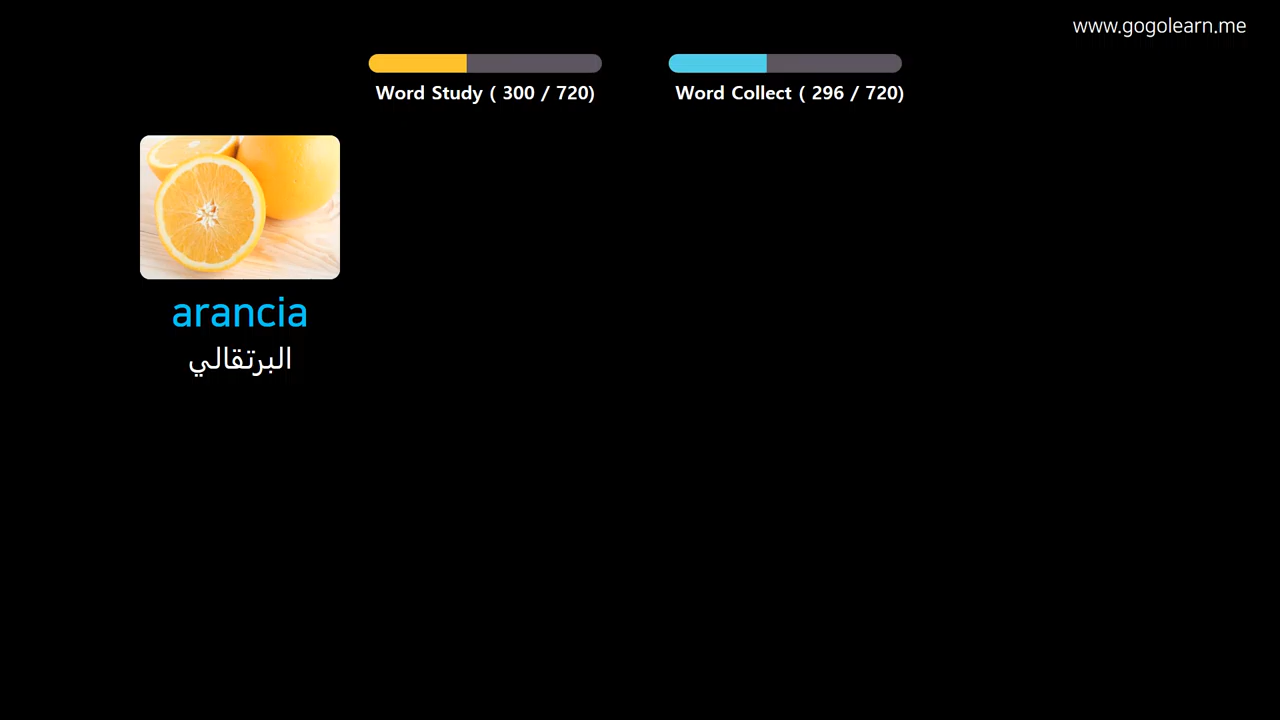 www.gogolearn.me
Word Study ( 300 / 720)
Word Collect ( 296 / 720)
arancia
البرتقالي